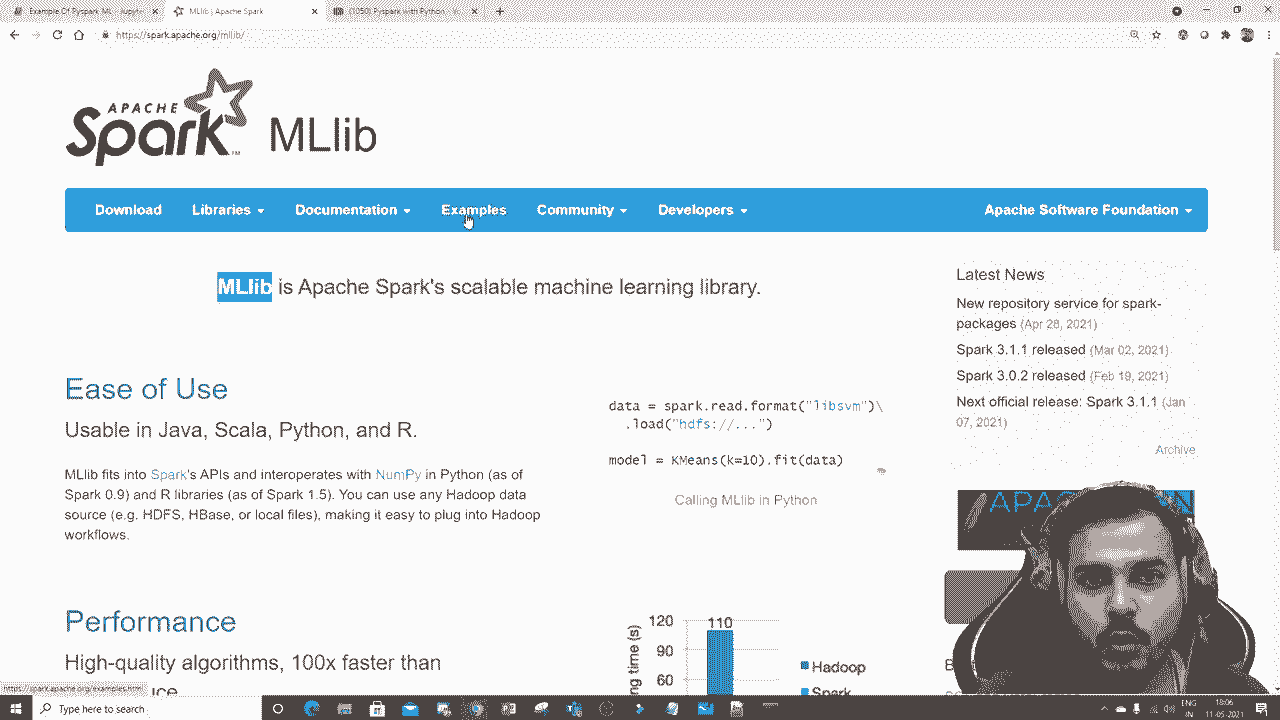 Example Of Pyspark ML - Jupyter
MLlib | Apache Spark
(1050) Pyspark with Python -
https://spark.apache.org/mllib/
APACHE
Spark MLlib
Download Libraries Documentation Examples Community Developers Apache Software Foundation
MLlib is Apache Spark's scalable machine learning library.
Ease of Use
Usable in Java, Scala, Python, and R.
MLlib fits into Spark's APIs and interoperates with NumPy in Python (as of
Spark 0.9) and R libraries (as of Spark 1.5). You can use any Hadoop data
source (e.g. HDFS, HBase, or local files), making it easy to plug into Hadoop
workflows.
data = spark.read.format("libsvm")\
.load("hdfs://...")
model = KMeans(k=10).fit(data)
Calling MLlib in Python
Latest News
New repository service for spark-
packages (Apr 28, 2021)
Spark 3.1.1 released (Mar 02, 2021)
Spark 3.0.2 released (Feb 19, 2021)
Next official release: Spark 3.1.1 (Jan
07, 2021)
Archive
Performance
High-quality algorithms, 100x faster than
120
110
90
60
time (s)
Hadoop
Spark
https://spark.apache.org/examples.html
Type here to search
ENG
IN
18:06
11-05-2021